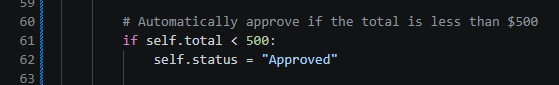 59
60 # Automatically approve if the total is less than $500
61 if self.total < 500:
62 self.status = "Approved"
63